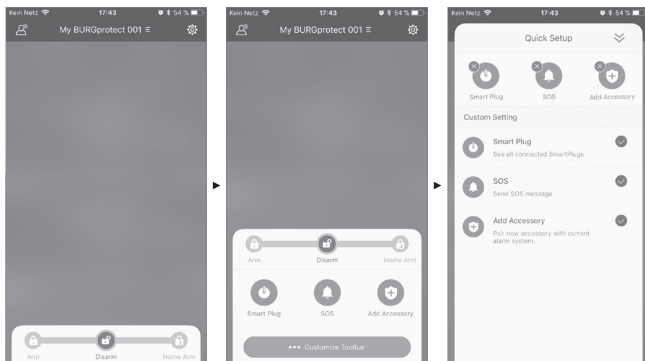 Kein Netz 17:43 54 %
My BURGprotect 001
Arm Disarm Home Arm
Kein Netz 17:43 54 %
My BURGprotect 001
Arm Disarm Home Arm
Smart Plug SOS Add Accessory
Customize Toolbar
Kein Netz 17:43 54 %
Quick Setup
Smart Plug SOS Add Accessory
Custom Setting
Smart Plug
See all connected SmartPlugs
SOS
Send SOS message
Add Accessory
Pair new accessory with current
alarm system.